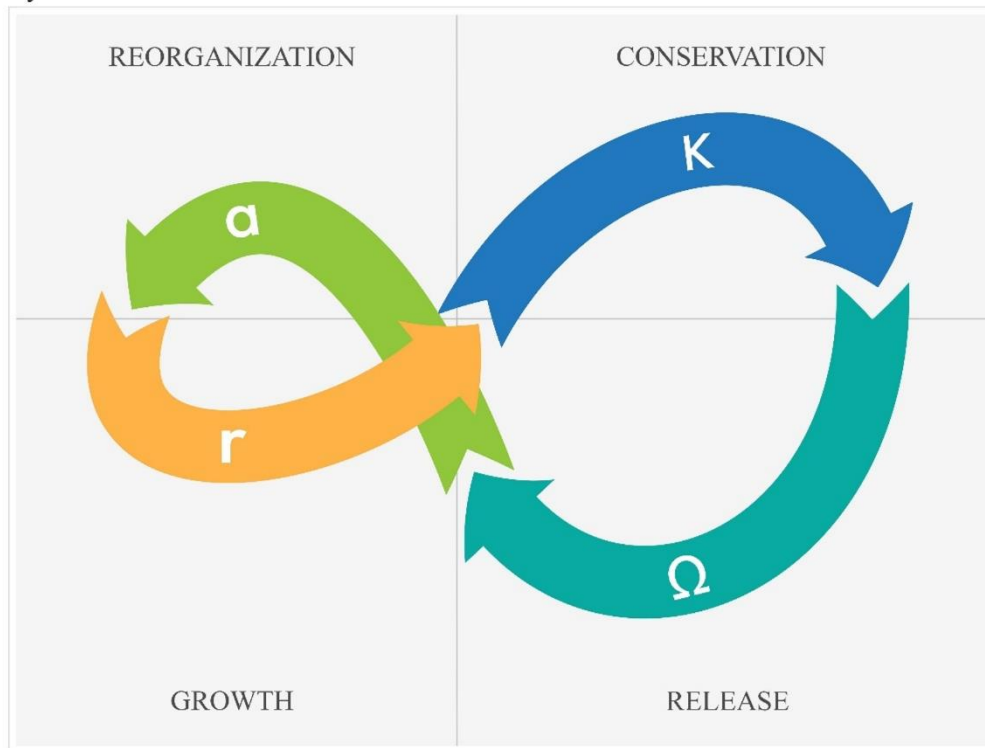 REORGANIZATION
CONSERVATION
K
a
r
Ω
GROWTH
RELEASE